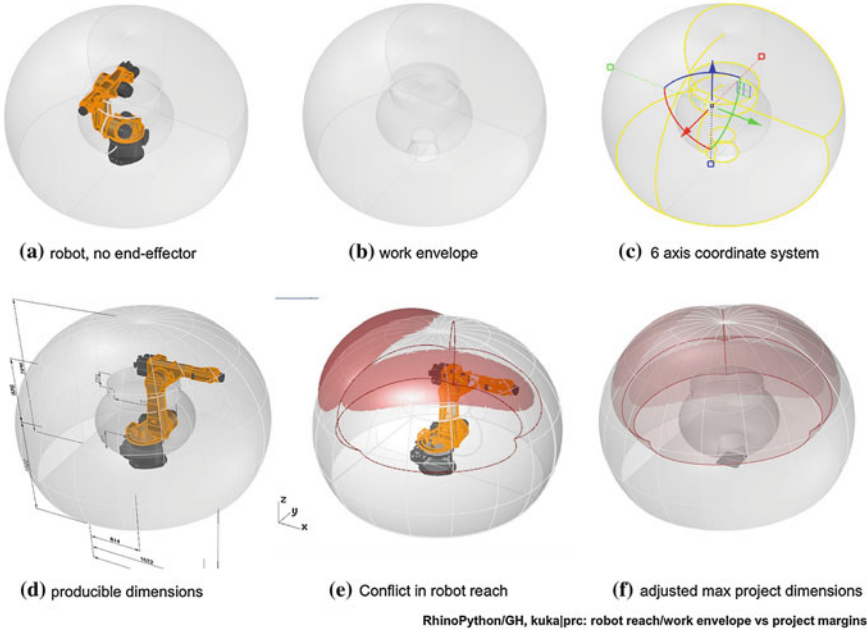 (a) robot, no end-effector
(b) work envelope
(c) 6 axis coordinate system
z
y
x
(d) producible dimensions
(e) Conflict in robot reach
(f) adjusted max project dimensions
RhinoPython/GH, kuka|prc: robot reach/work envelope vs project margins